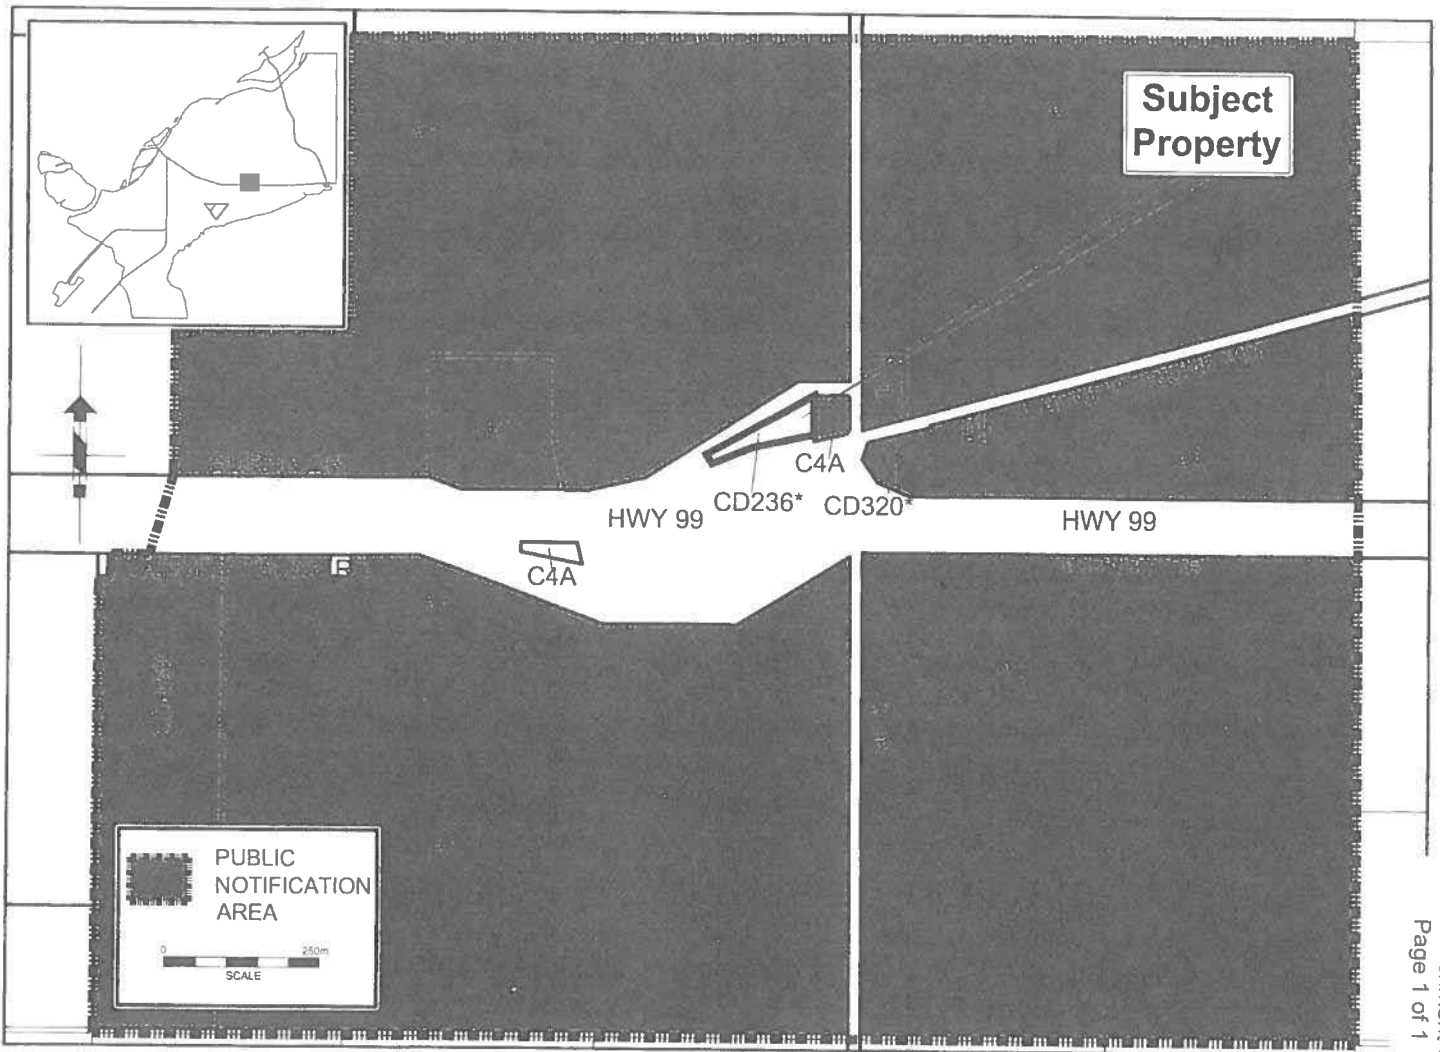 Subject
Property
C4A
CD236*
CD320*
HWY 99
HWY 99
C4A
PUBLIC
NOTIFICATION
AREA
0 250m
SCALE
Page 1 of 1